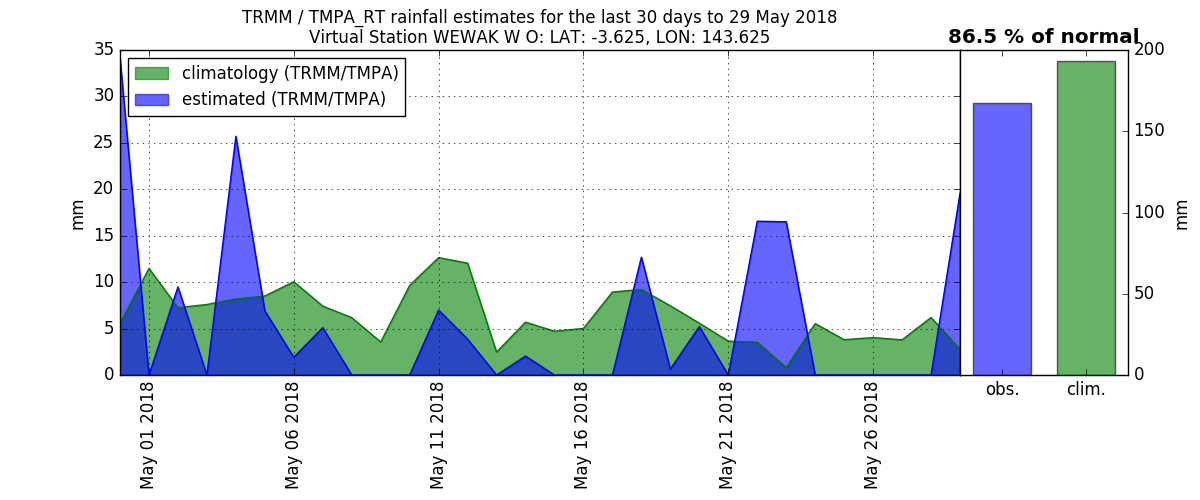 TRMM / TMPA_RT rainfall estimates for the last 30 days to 29 May 2018
Virtual Station WEWAK W O: LAT: -3.625, LON: 143.625
86.5 % of normal
climatology (TRMM/TMPA)
estimated (TRMM/TMPA)
35
30
25
20
15
10
5
0
mm
May 01 2018
May 06 2018
May 11 2018
May 16 2018
May 21 2018
May 26 2018
obs.
clim.
200
150
100
50
0
mm